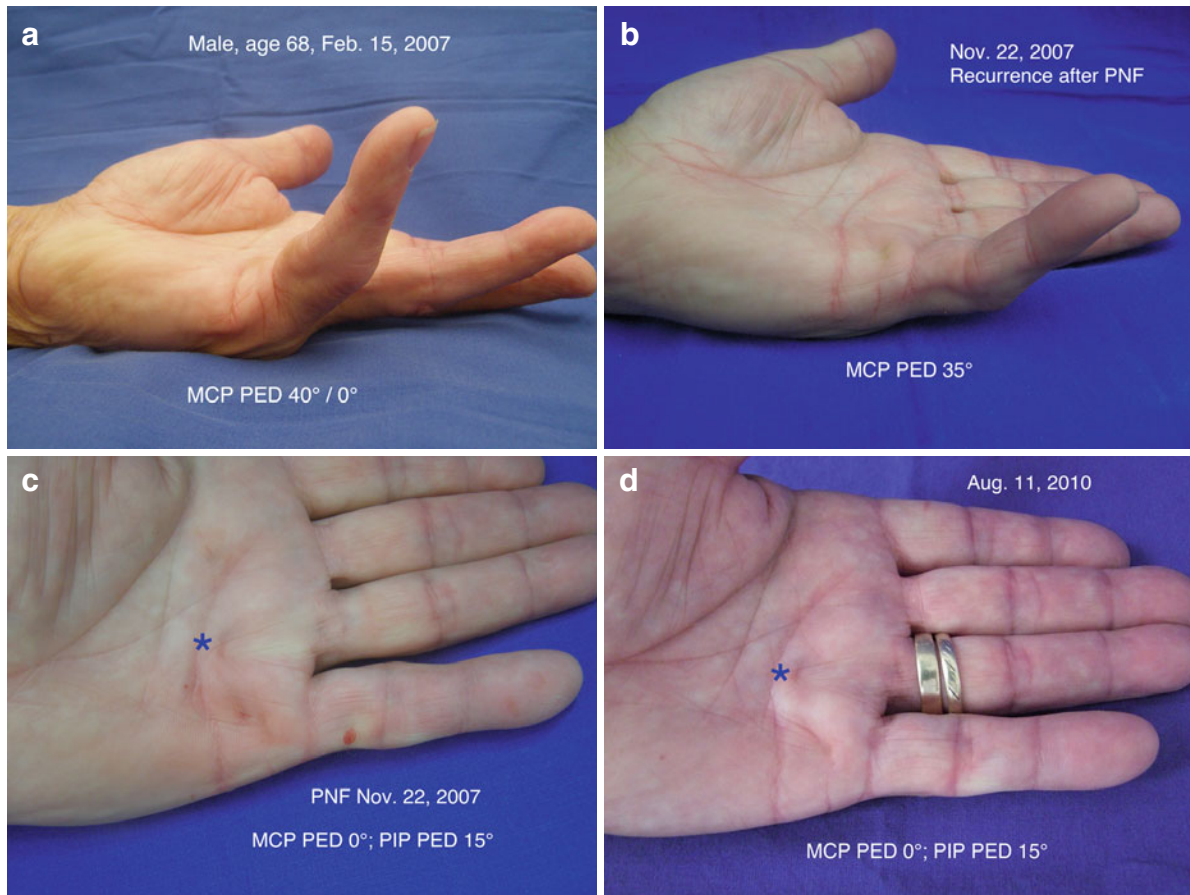 a
Male, age 68, Feb. 15, 2007
MCP PED 40° / 0°
b
Nov. 22, 2007
Recurrence after PNF
MCP PED 35°
c
*
PNF Nov. 22, 2007
MCP PED 0°; PIP PED 15°
d
Aug. 11, 2010
*
MCP PED 0°; PIP PED 15°